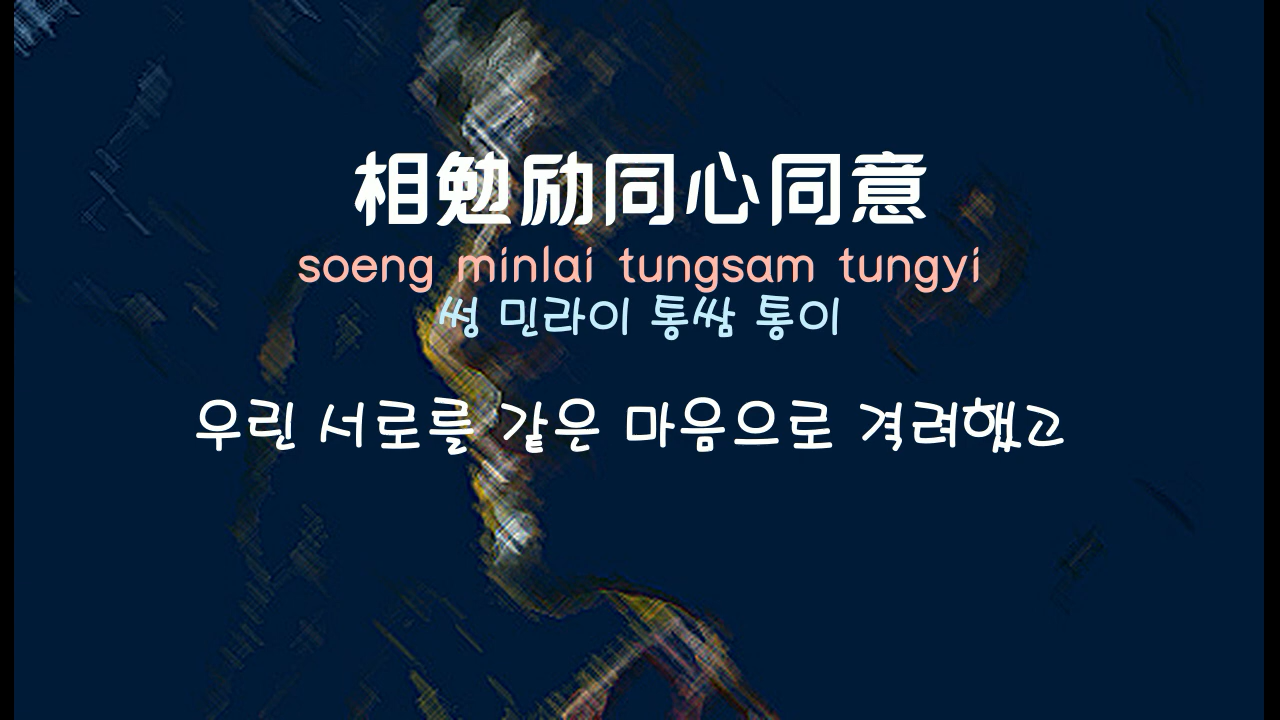 相勉励同心同意
soeng minlai tungsam tungyi
썽 민라이 통쌈 통이
우린 서로를 같은 마음으로 격려했고